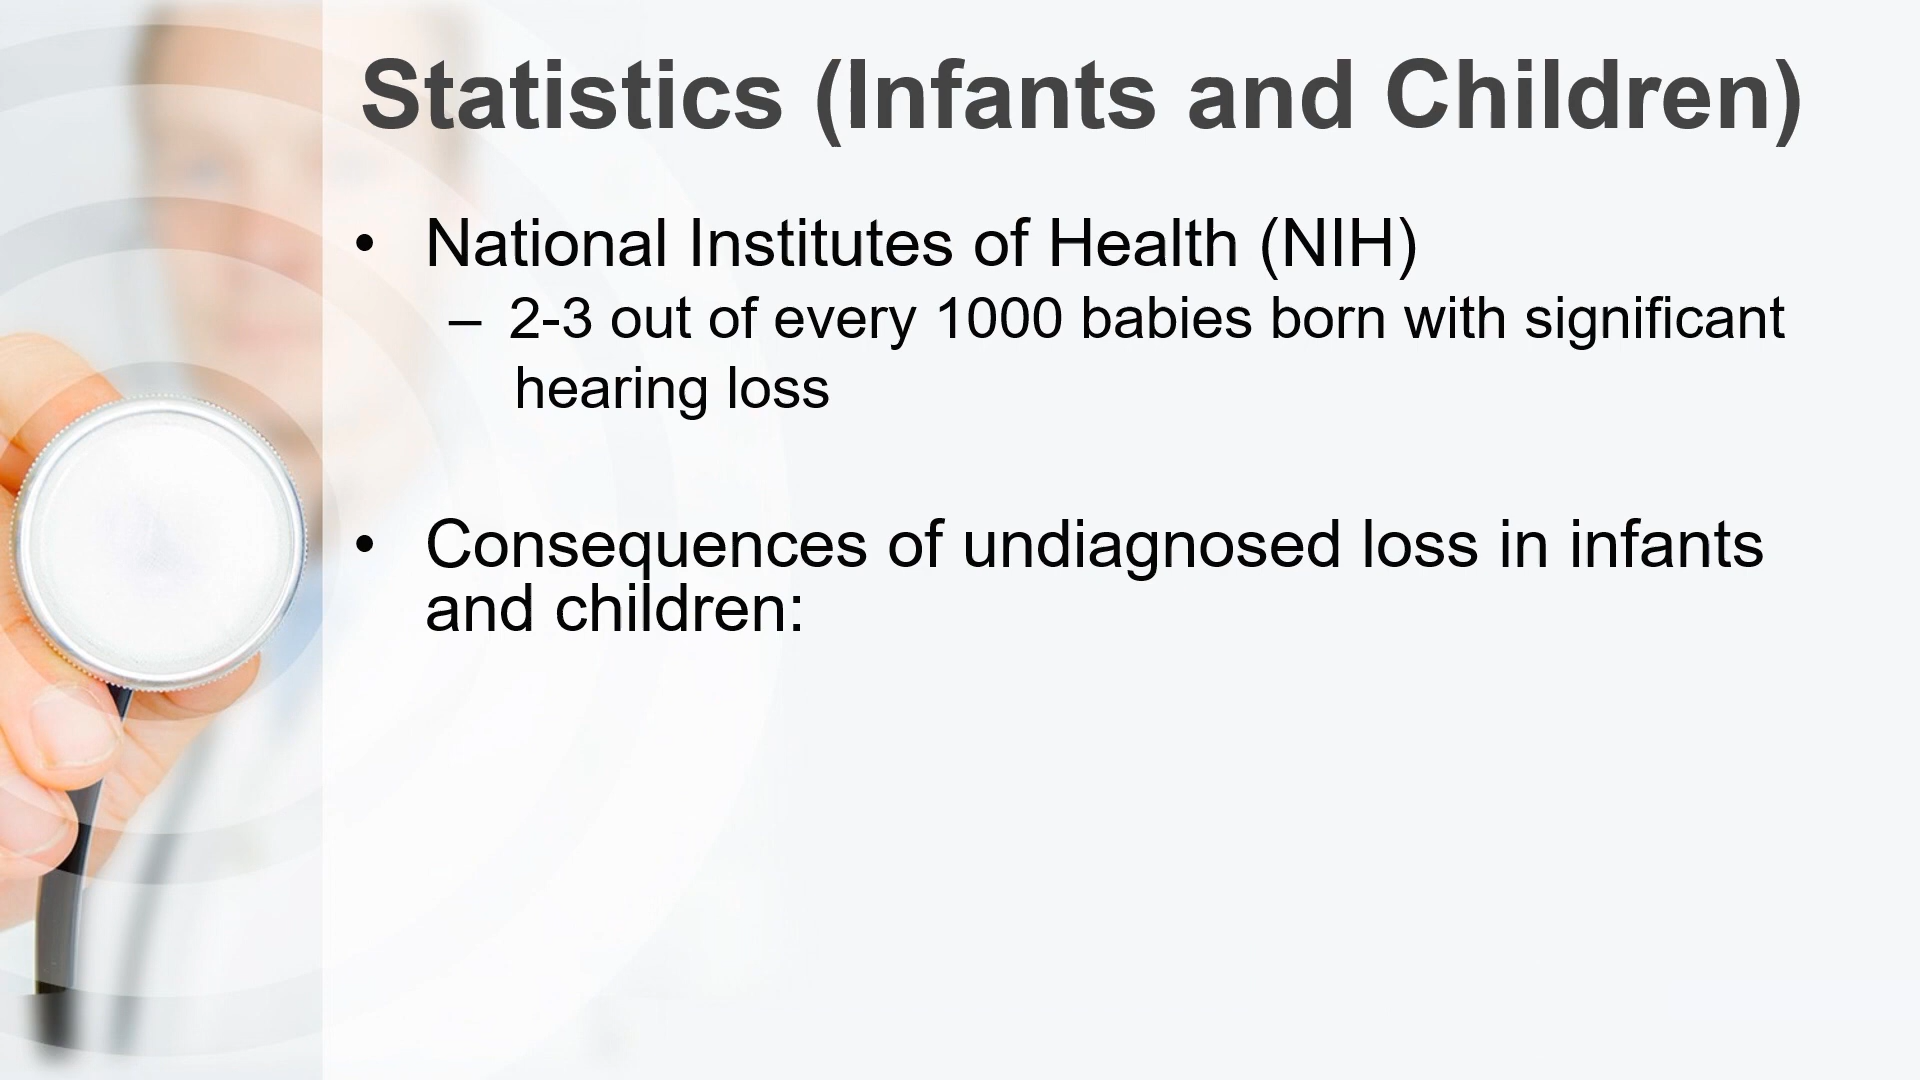 Statistics (Infants and Children)
• National Institutes of Health (NIH)
– 2-3 out of every 1000 babies born with significant
hearing loss
• Consequences of undiagnosed loss in infants
and children: